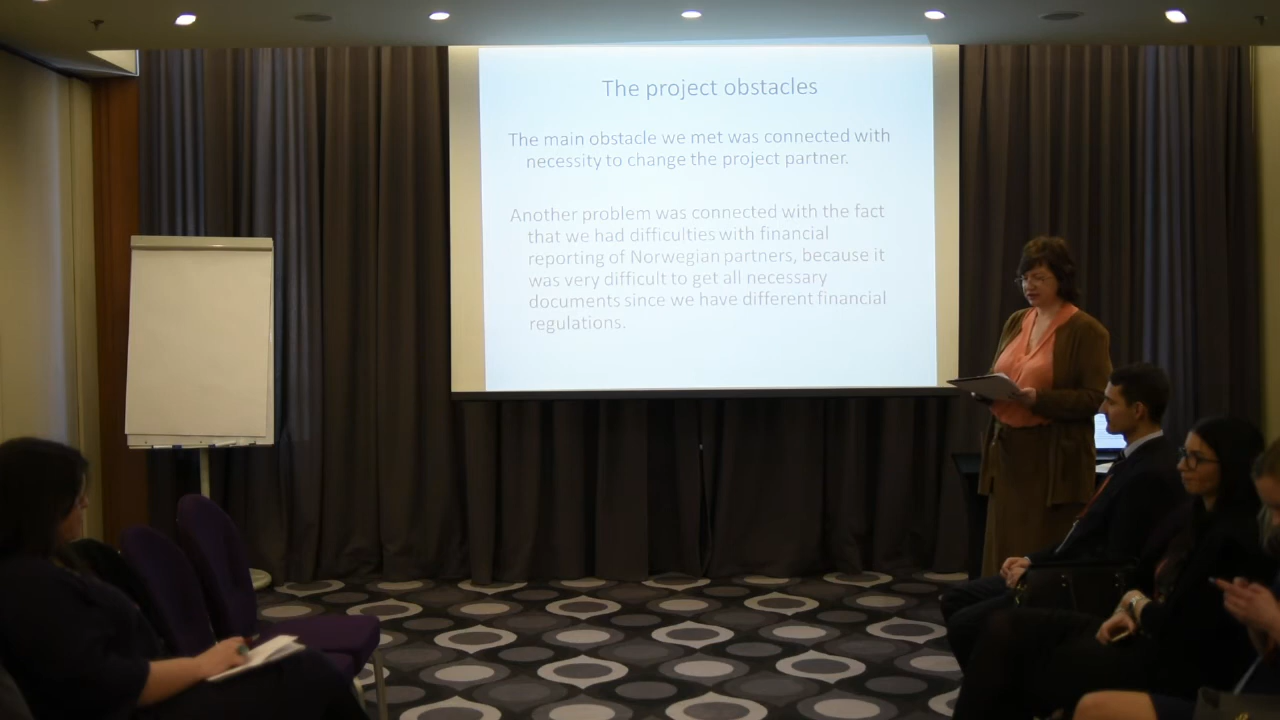 The project obstacles
The main obstacle we met was connected with
necessity to change the project partner.
Another problem was connected with the fact
that we had difficulties with financial
reporting of Norwegian partners, because it
was very difficult to get all necessary
documents since we have different financial
regulations.